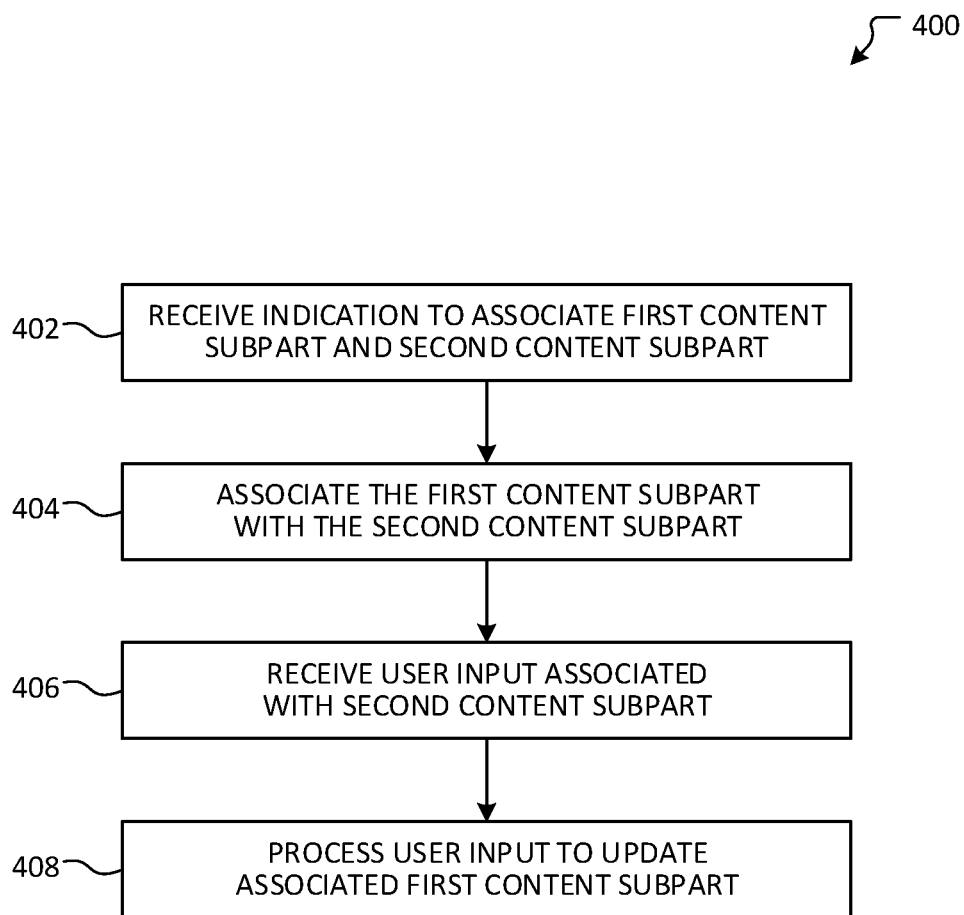 400
402
RECEIVE INDICATION TO ASSOCIATE FIRST CONTENT
SUBPART AND SECOND CONTENT SUBPART
404
ASSOCIATE THE FIRST CONTENT SUBPART
WITH THE SECOND CONTENT SUBPART
406
RECEIVE USER INPUT ASSOCIATED
WITH SECOND CONTENT SUBPART
408
PROCESS USER INPUT TO UPDATE
ASSOCIATED FIRST CONTENT SUBPART